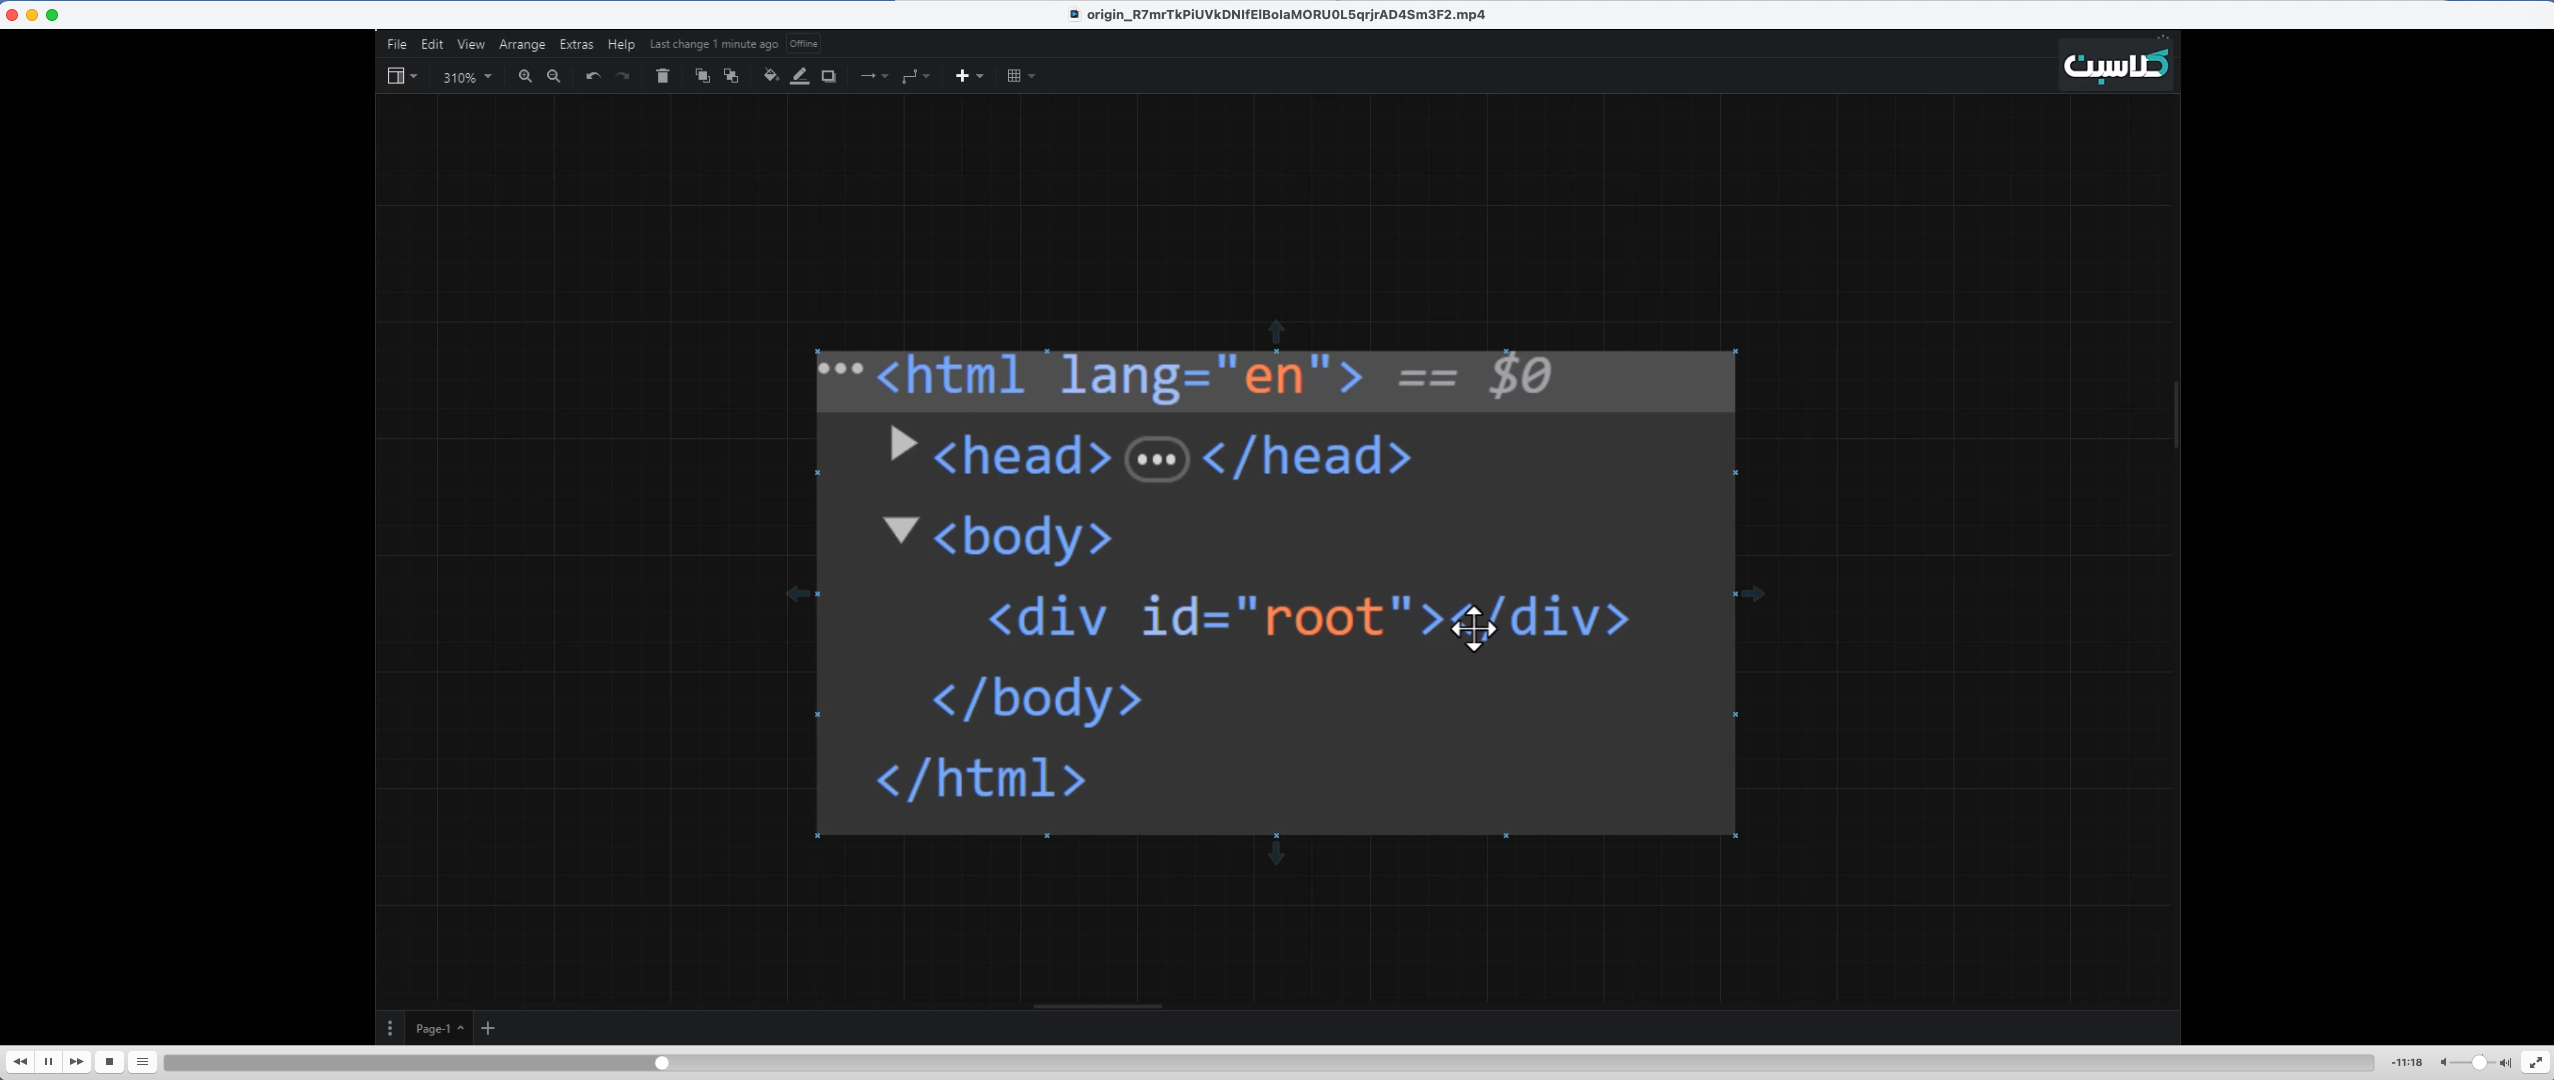 origin_R7mrTkPiUVkDNIfElBolaMORU0L5qrjrAD4Sm3F2.mp4
File Edit View Arrange Extras Help Last change 1 minute ago Offline
کلاسبت
310%
<html lang="en"> == $0
<head> ••• </head>
<body>
<div id="root"></div>
</body>
</html>
Page-1
-11:18